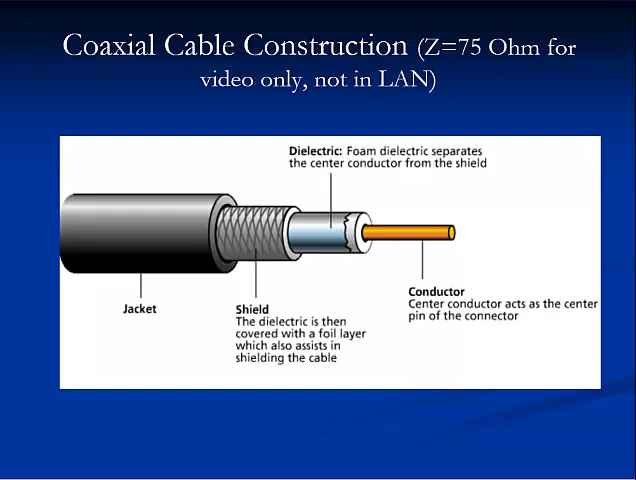 Coaxial Cable Construction (Z=75 Ohm for
video only, not in LAN)
Dielectric: Foam dielectric separates
the center conductor from the shield
Jacket
Shield
The dielectric is then
covered with a foil layer
which also assists in
shielding the cable
Conductor
Center conductor acts as the center
pin of the connector